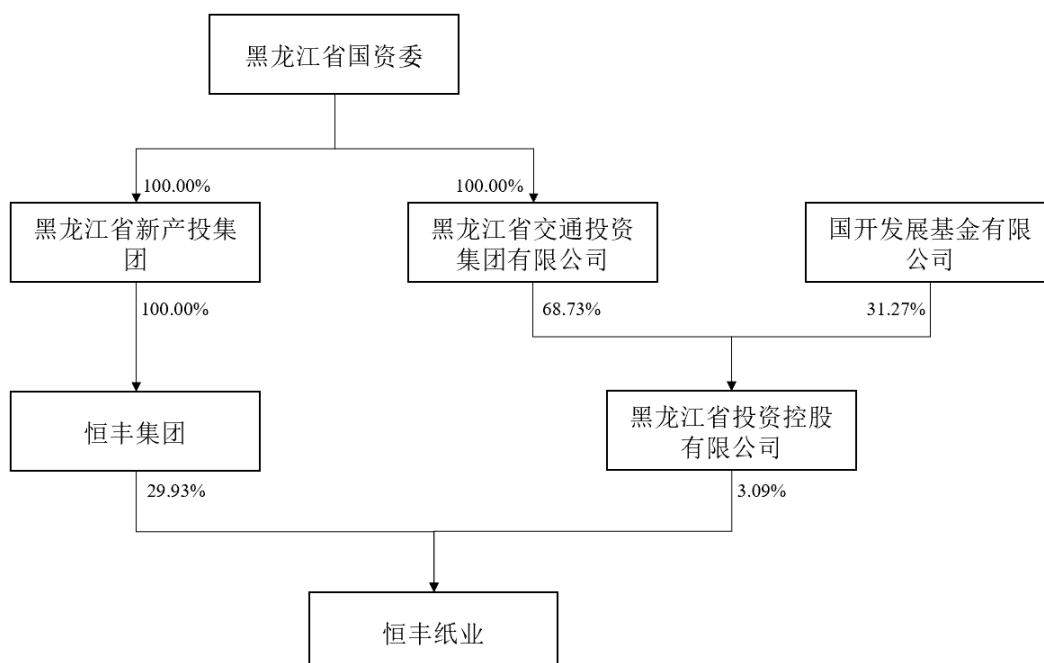 黑龙江省国资委
100.00%
100.00%
黑龙江省新产投集
团
黑龙江省交通投资
集团有限公司
国开发展基金有限
公司
100.00%
68.73%
31.27%
恒丰集团
黑龙江省投资控股
有限公司
29.93%
3.09%
恒丰纸业